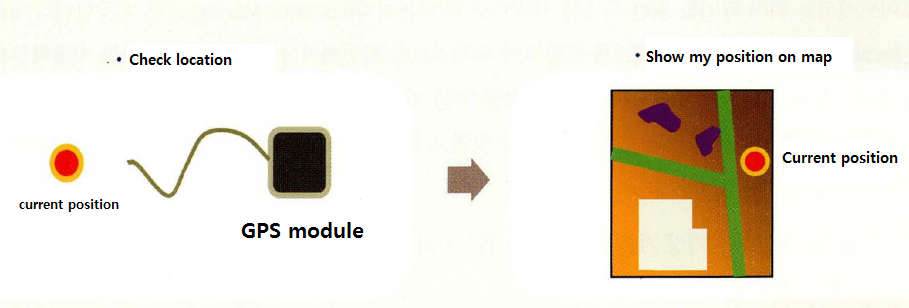 • Check location
current position
GPS module
• Show my position on map
Current position